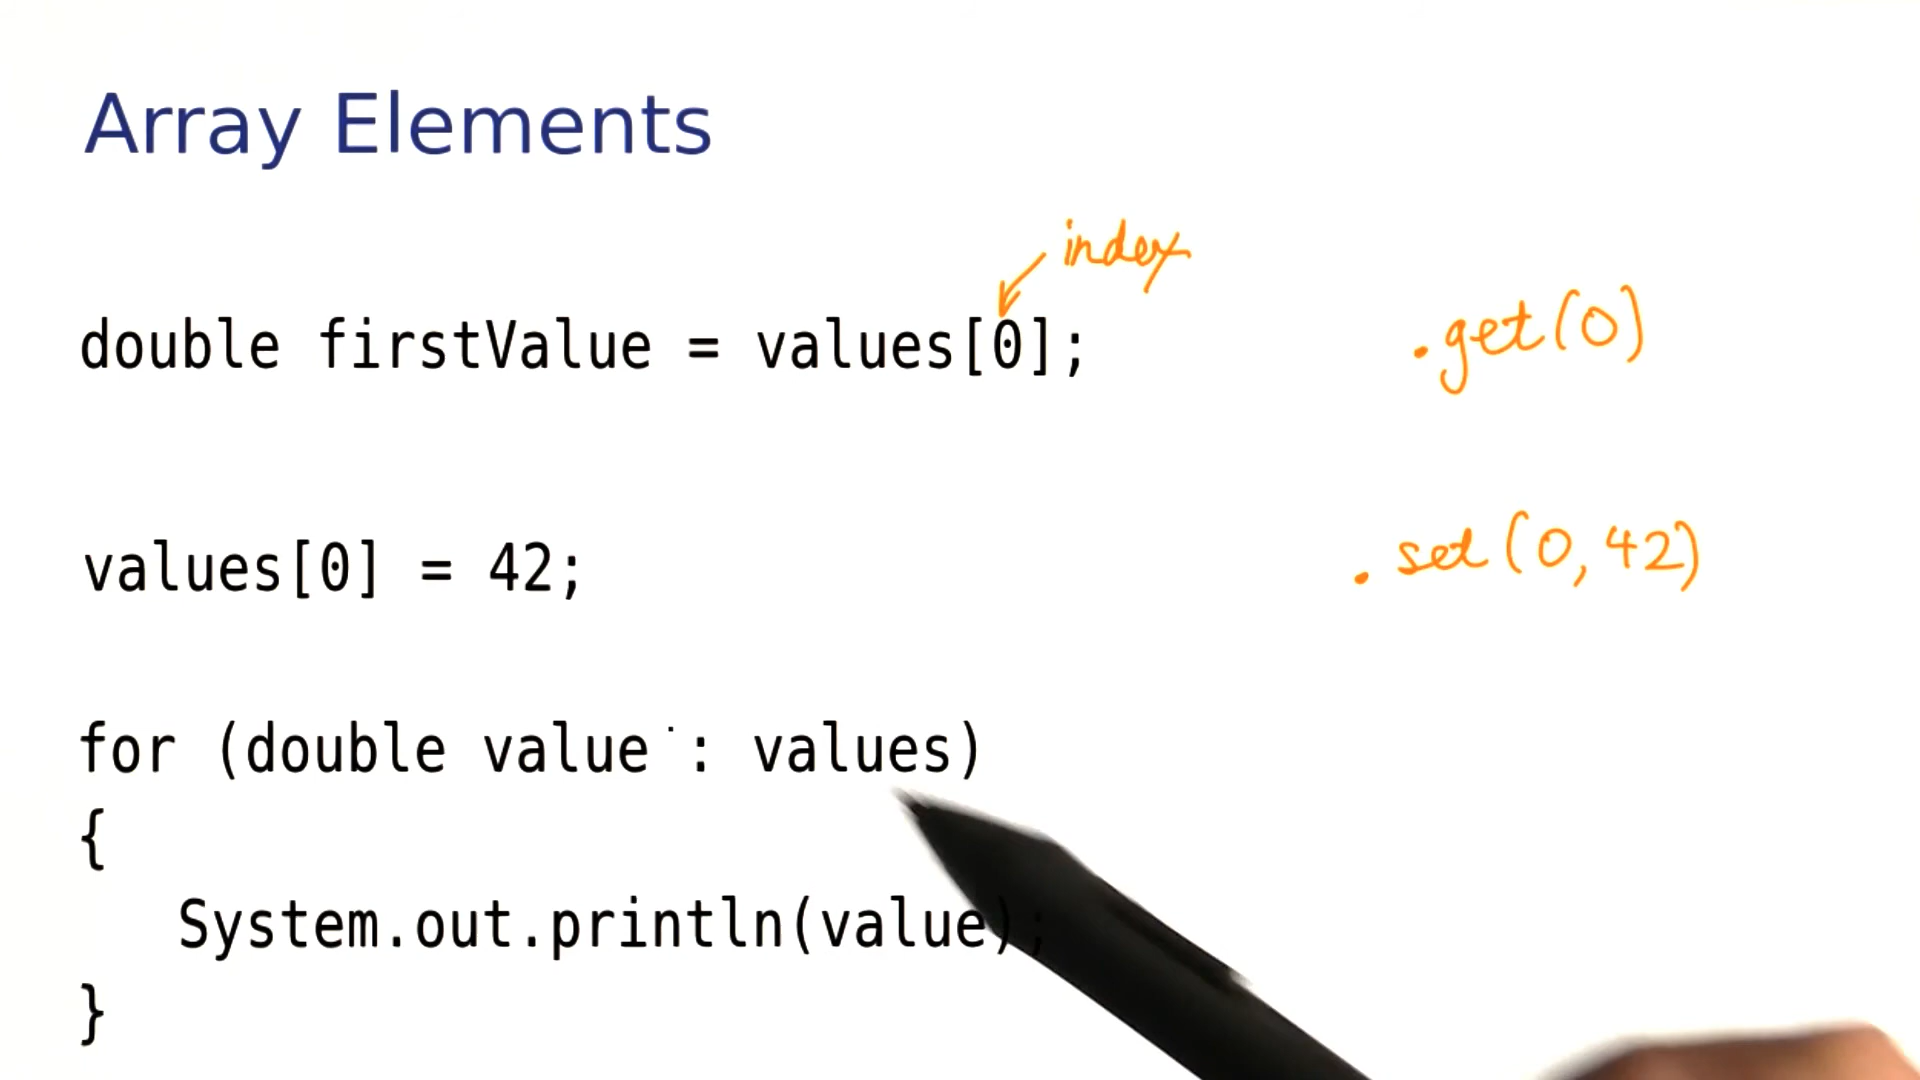 Array Elements
index
double firstValue = values[0];
.get(0)
values[0] = 42;
.set(0,42)
for (double value : values)
{
System.out.println(value);
}